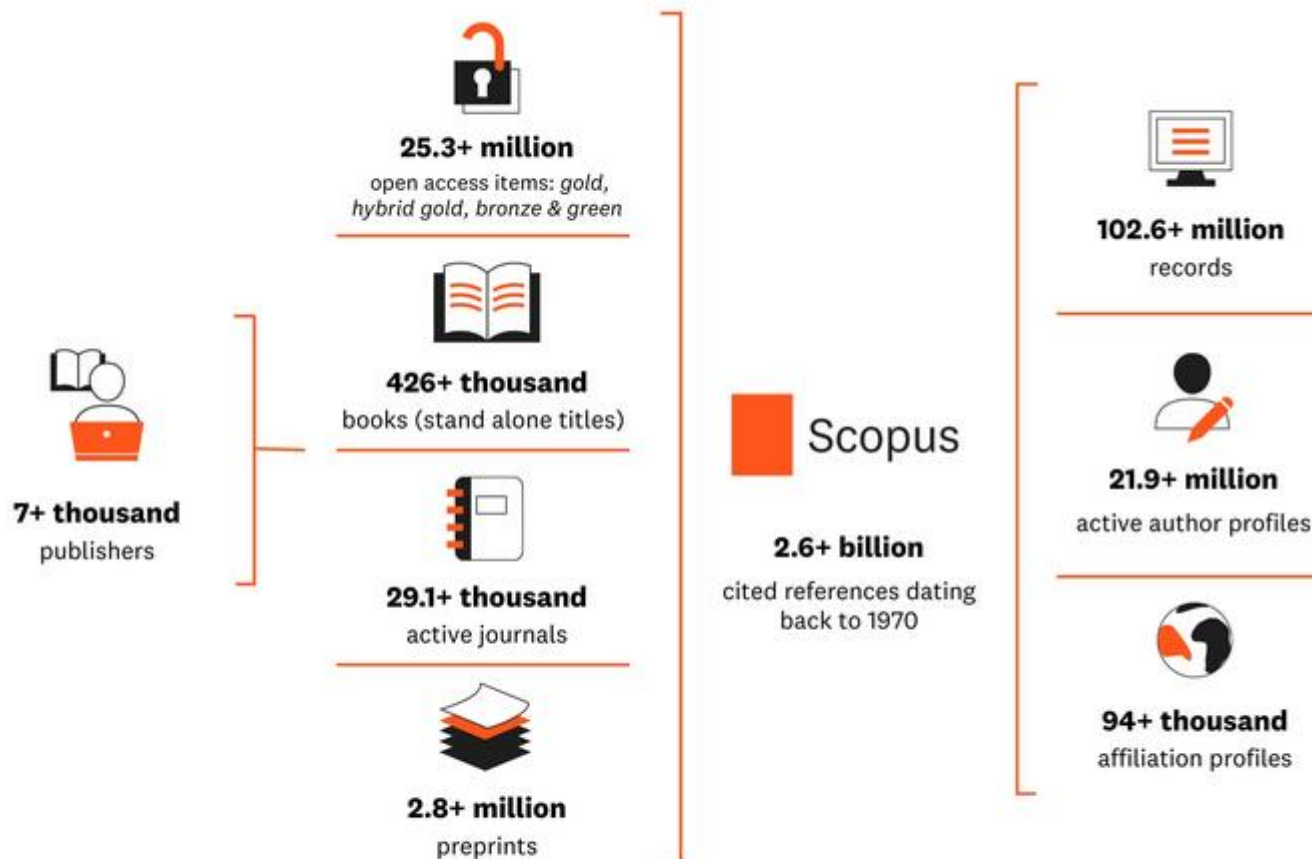 7+ thousand
publishers
25.3+ million
open access items: gold,
hybrid gold, bronze & green
426+ thousand
books (stand alone titles)
29.1+ thousand
active journals
2.8+ million
preprints
Scopus
2.6+ billion
cited references dating
back to 1970
102.6+ million
records
21.9+ million
active author profiles
94+ thousand
affiliation profiles